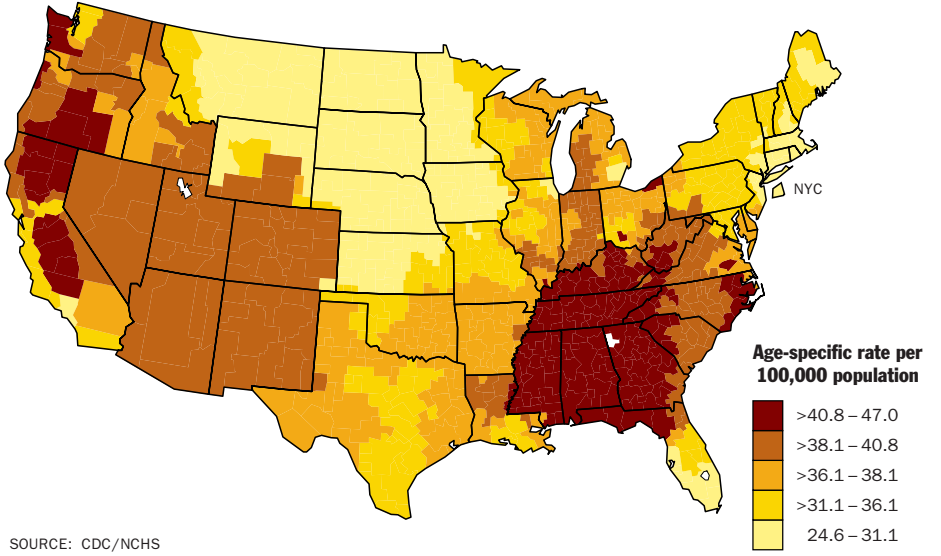 NYC
Age-specific rate per
100,000 population
>40.8 – 47.0
>38.1 – 40.8
>36.1 – 38.1
>31.1 – 36.1
24.6 – 31.1
SOURCE: CDC/NCHS